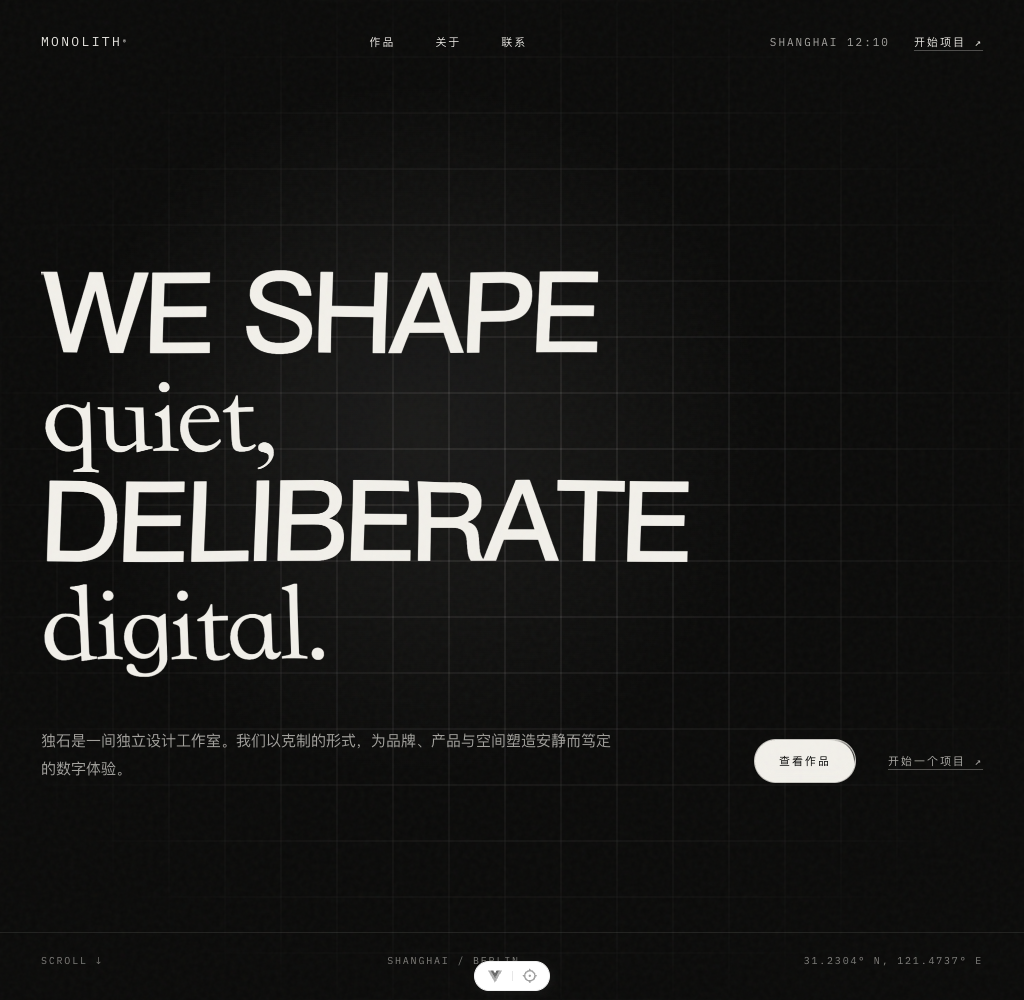 MONOLITH
作品
关于
联系
SHANGHAI 12:10
开始项目 ↗
WE SHAPE
quiet,
DELIBERATE
digital.
独石是一间独立设计工作室。我们以克制的形式，为品牌、产品与空间塑造安静而笃定
的数字体验。
查看作品
开始一个项目 ↗
SCROLL ↓
SHANGHAI / BERLIN
31.2304° N, 121.4737° E